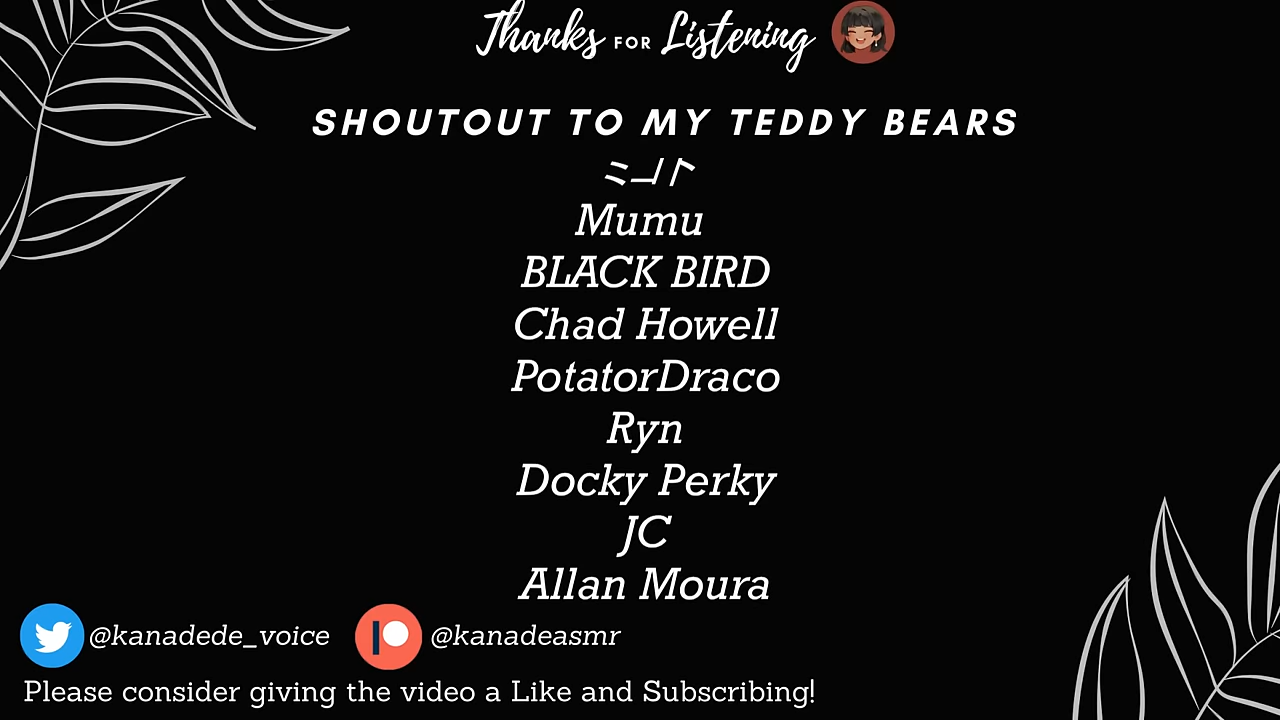 Thanks FOR Listening
SHOUTOUT TO MY TEDDY BEARS
Mumu
BLACK BIRD
Chad Howell
PotatorDraco
Ryn
Docky Perky
JC
Allan Moura
@kanadede_voice @kanadeasmr
Please consider giving the video a Like and Subscribing!